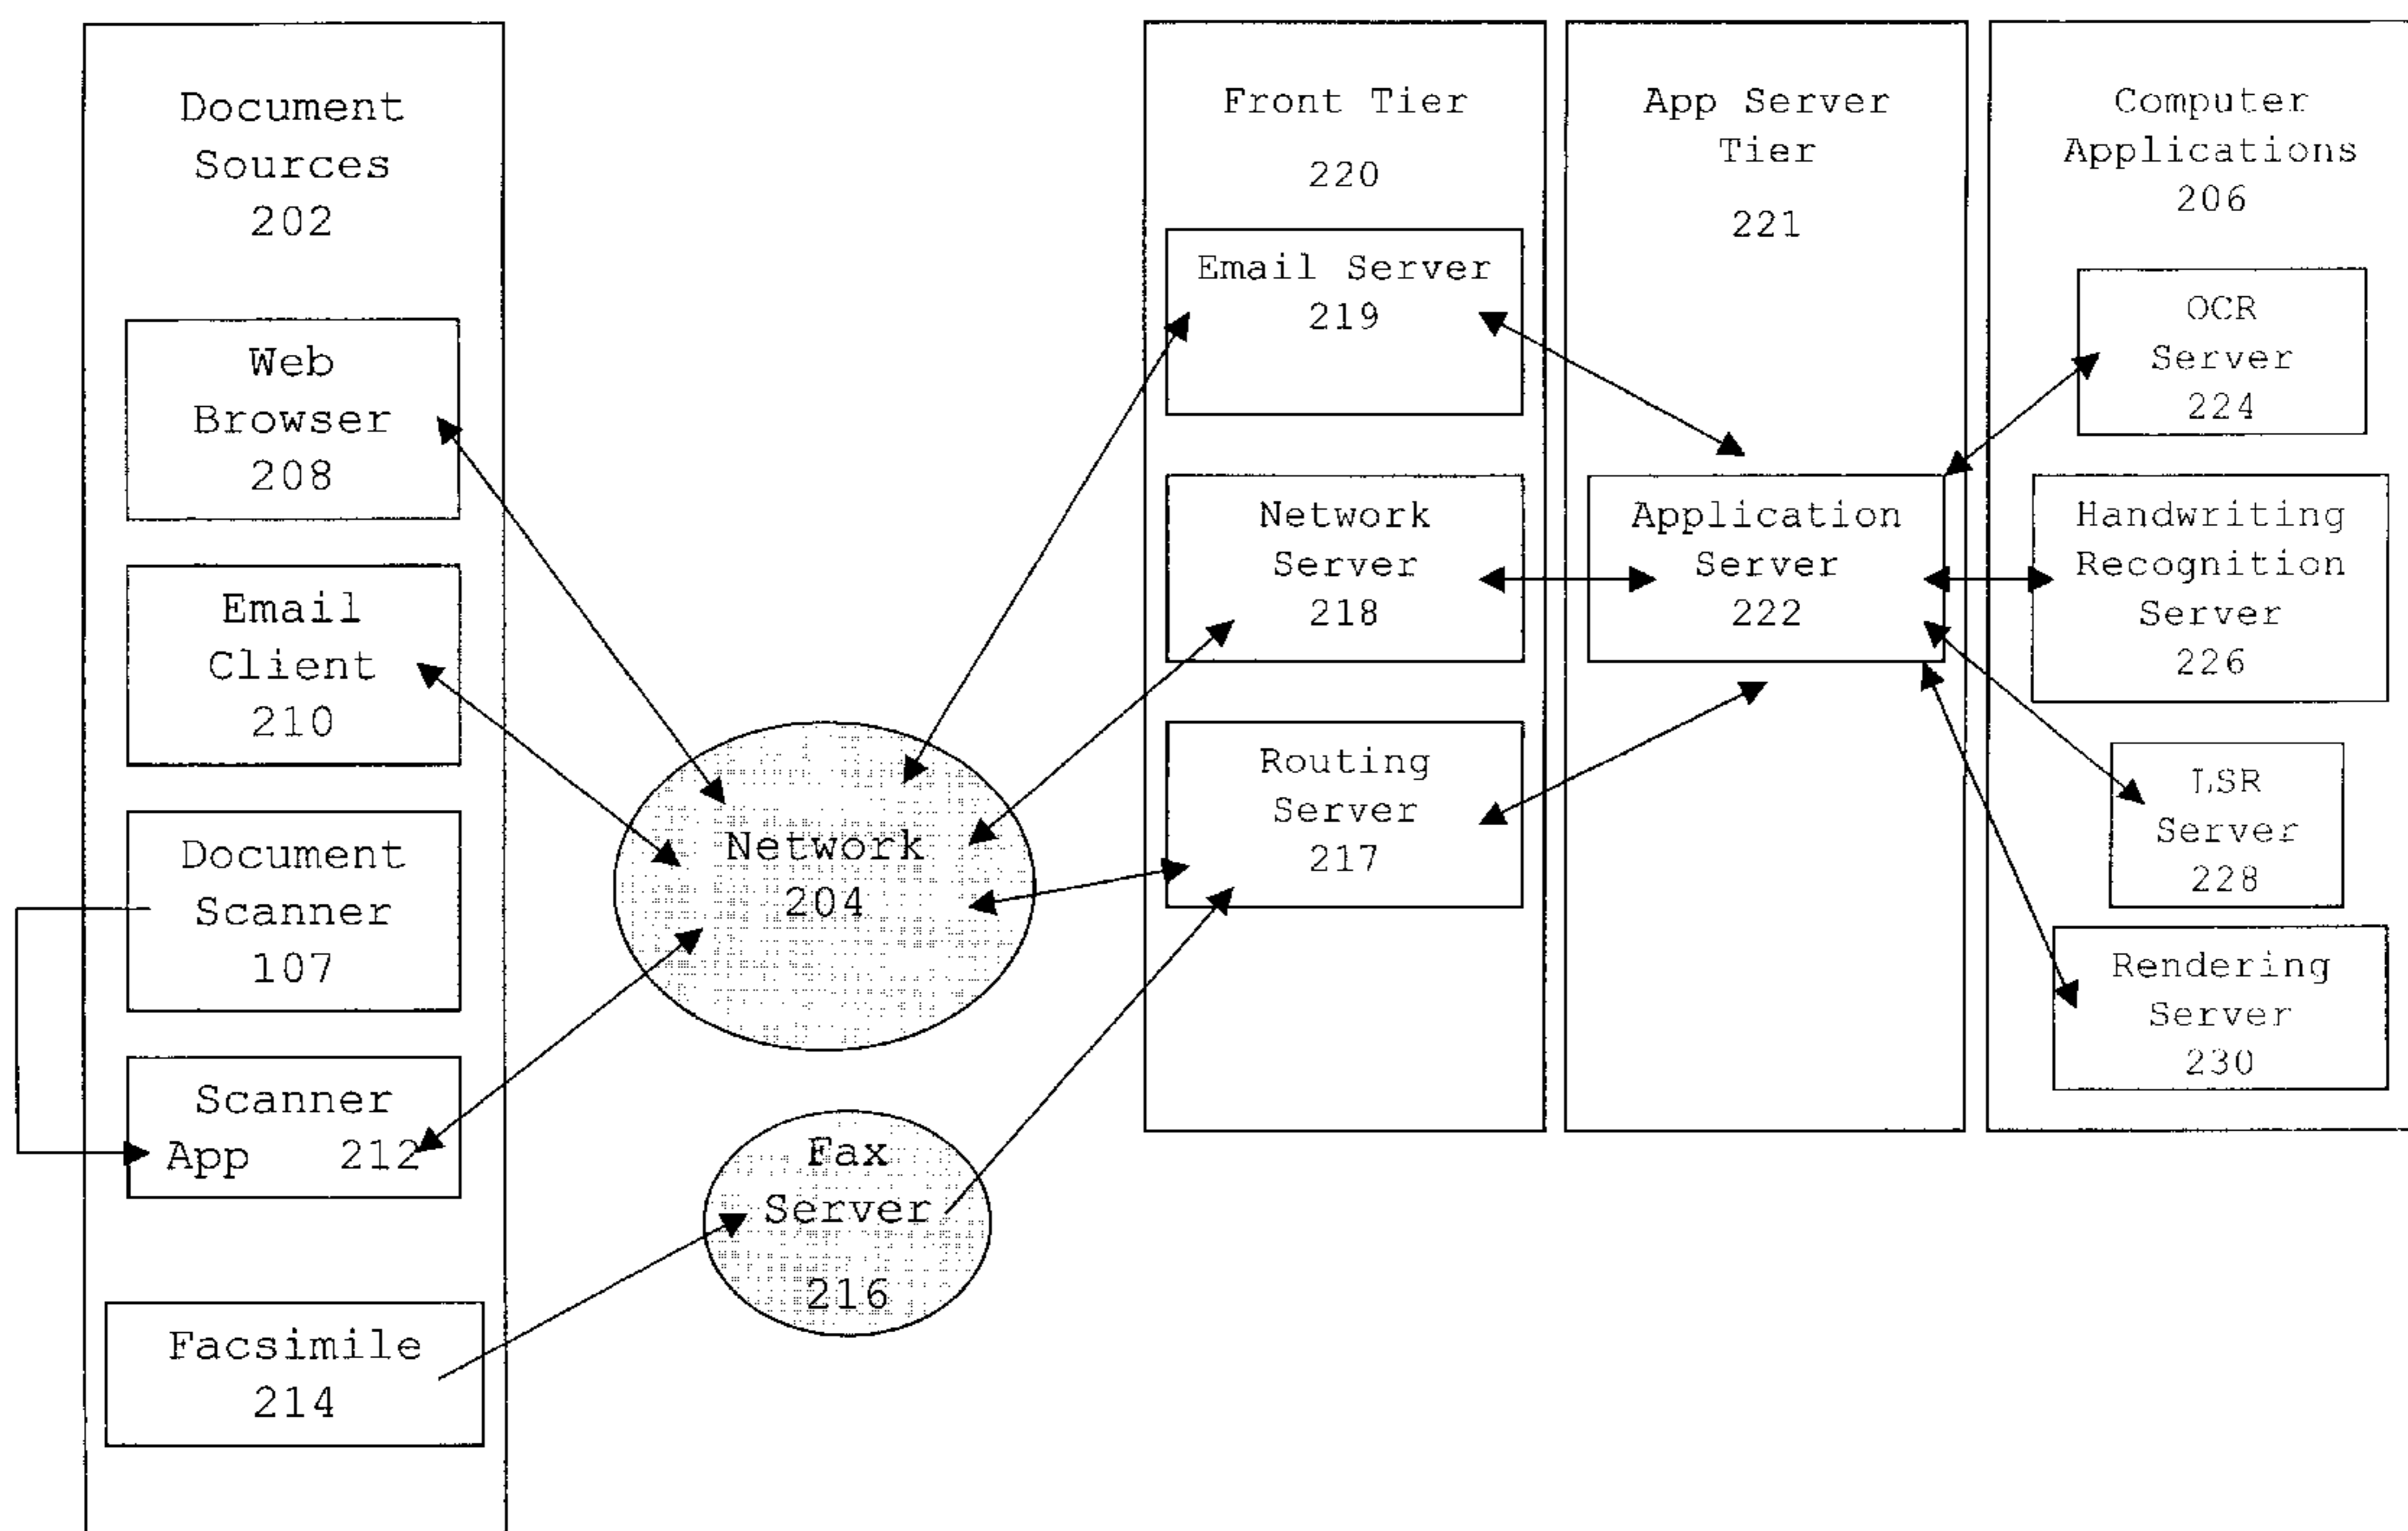 Document
Sources
202
Web
Browser
208
Email
Client
210
Document
Scanner
107
Scanner
App 212
Facsimile
214
Network
204
Fax
Server
216
Front Tier
220
Email Server
219
Network
Server
218
Routing
Server
217
App Server
Tier
221
Application
Server
222
Computer
Applications
206
OCR
Server
224
Handwriting
Recognition
Server
226
LSR
Server
228
Rendering
Server
230